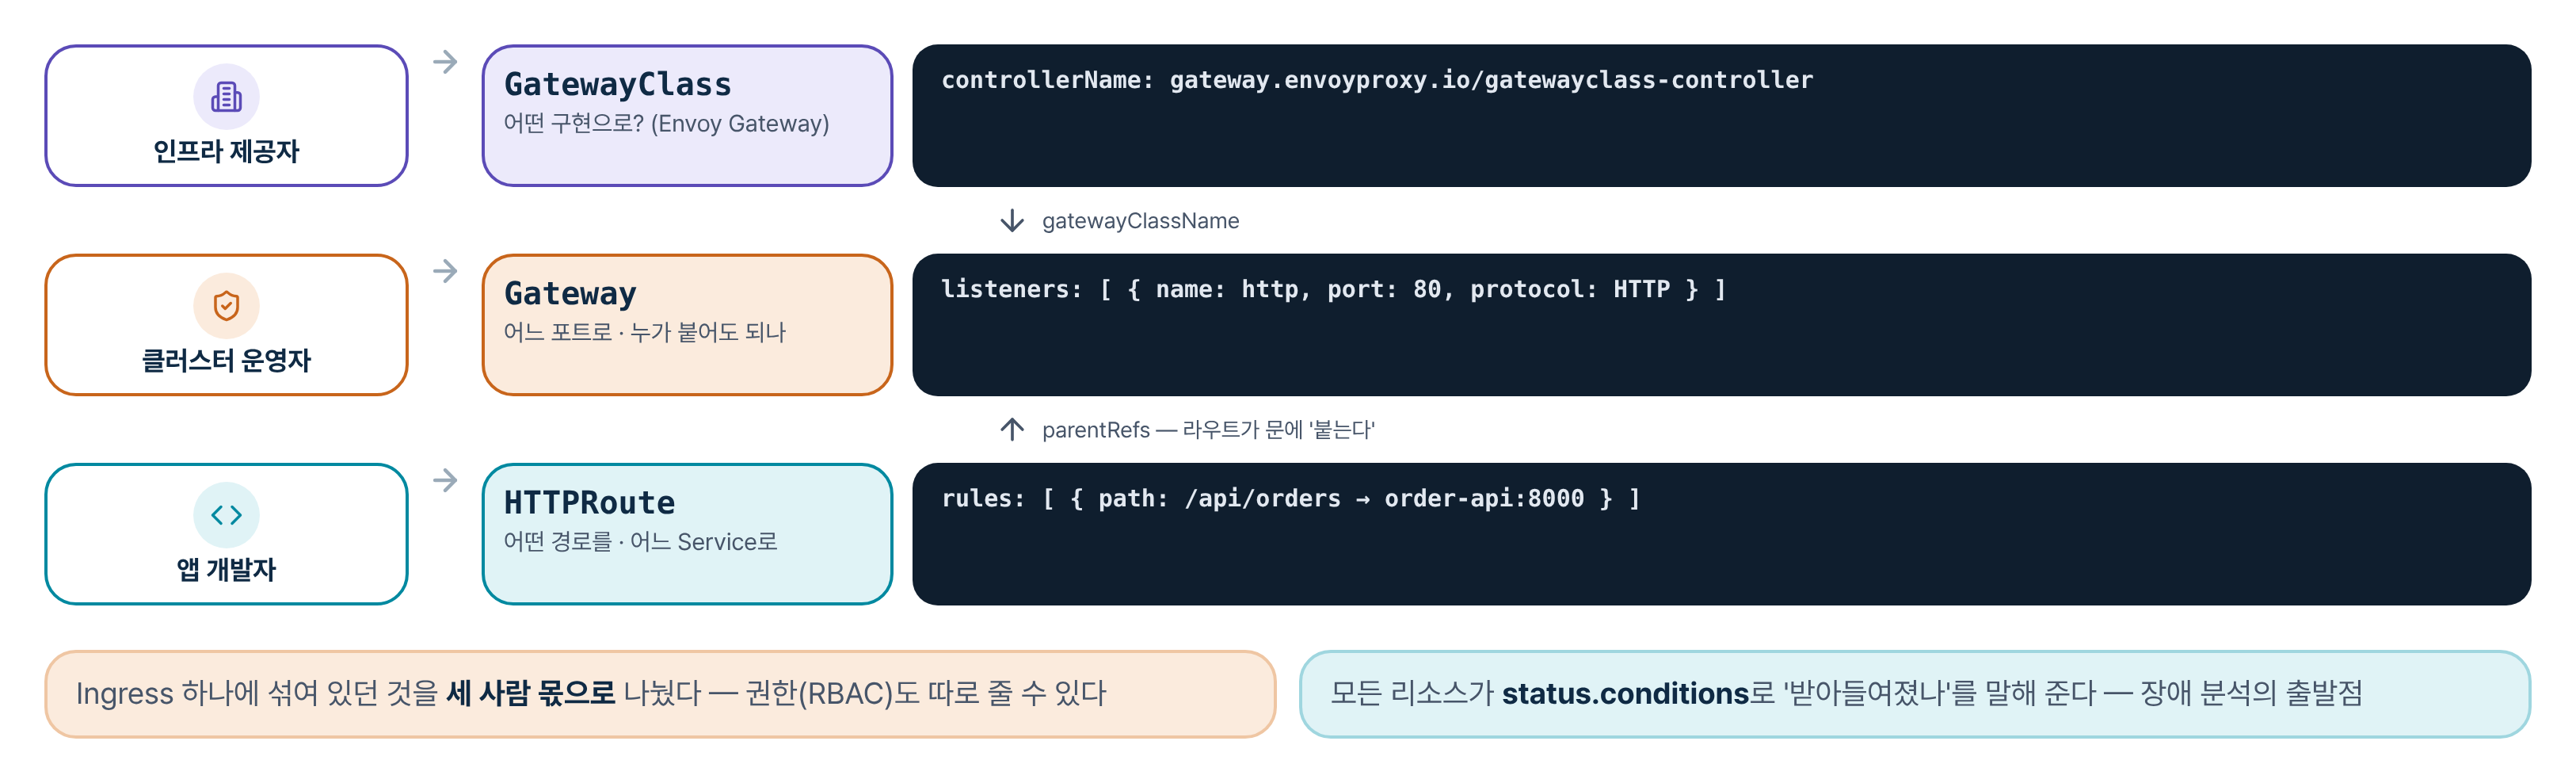 인프라 제공자
GatewayClass
어떤 구현으로? (Envoy Gateway)
controllerName: gateway.envoyproxy.io/gatewayclass-controller
gatewayClassName
클러스터 운영자
Gateway
어느 포트로 · 누가 붙어도 되나
listeners: [ { name: http, port: 80, protocol: HTTP } ]
parentRefs — 라우트가 문에 '붙는다'
앱 개발자
HTTPRoute
어떤 경로를 · 어느 Service로
rules: [ { path: /api/orders → order-api:8000 } ]
Ingress 하나에 섞여 있던 것을 세 사람 몫으로 나눴다 — 권한(RBAC)도 따로 줄 수 있다
모든 리소스가 status.conditions로 '받아들여졌나'를 말해 준다 — 장애 분석의 출발점